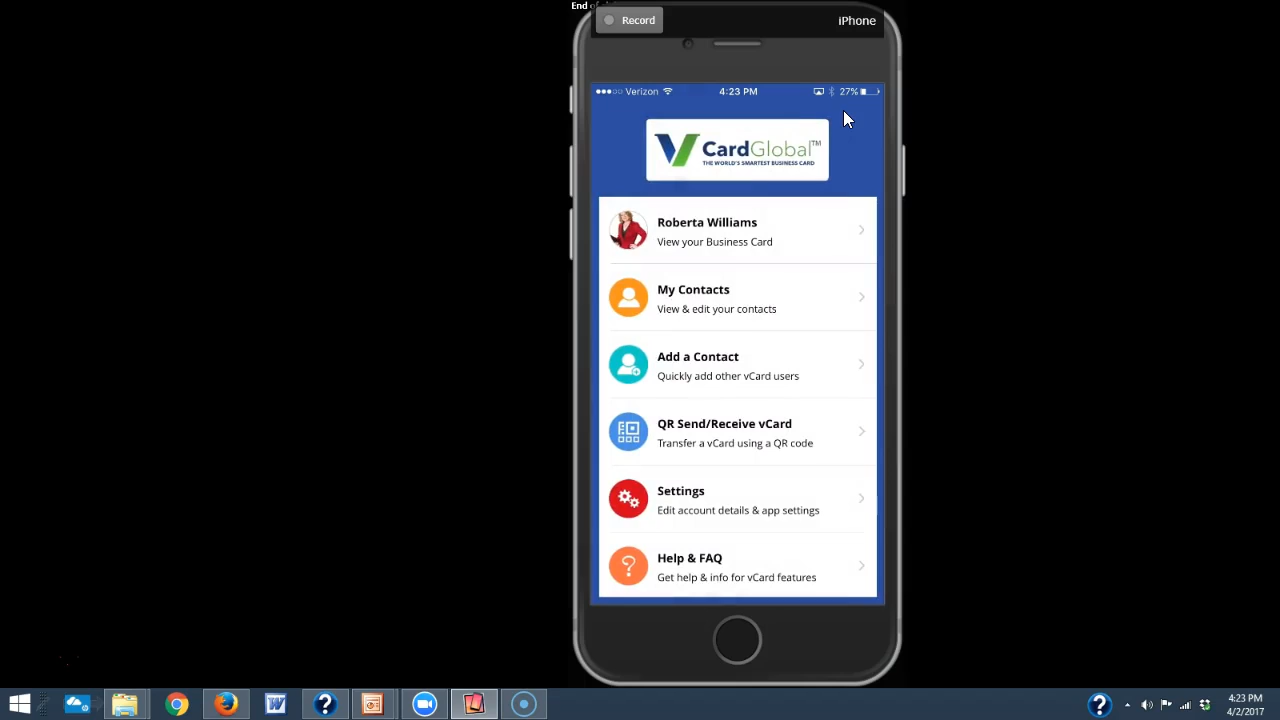 End of
Record
iPhone
Verizon
4:23 PM
27%
V CardGlobal™
THE WORLD'S SMARTEST BUSINESS CARD
Roberta Williams
View your Business Card
My Contacts
View & edit your contacts
Add a Contact
Quickly add other vCard users
QR Send/Receive vCard
Transfer a vCard using a QR code
Settings
Edit account details & app settings
Help & FAQ
Get help & info for vCard features
4:23 PM
4/2/2017